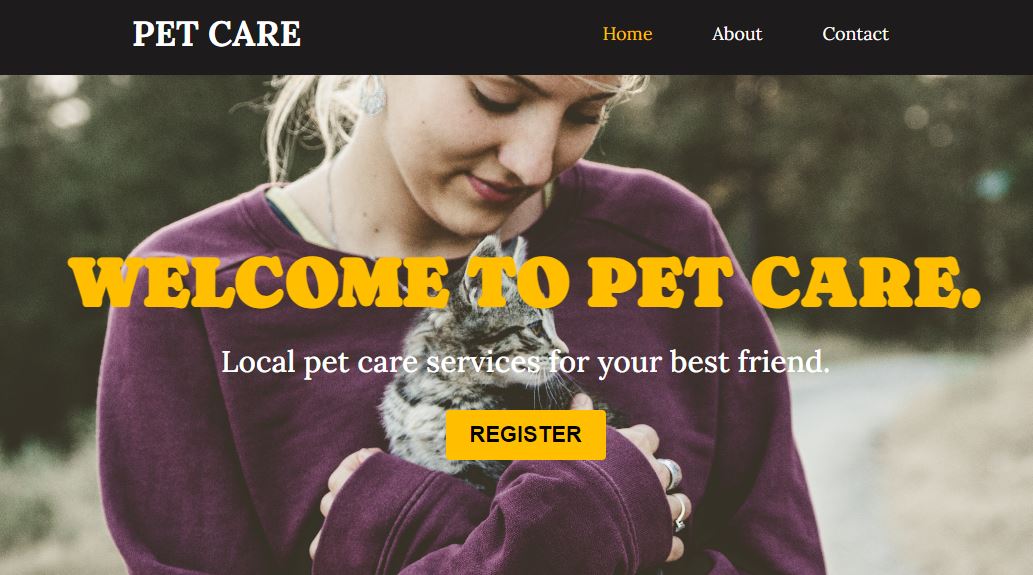 PET CARE
Home About Contact
WELCOME TO PET CARE.
Local pet care services for your best friend.
REGISTER